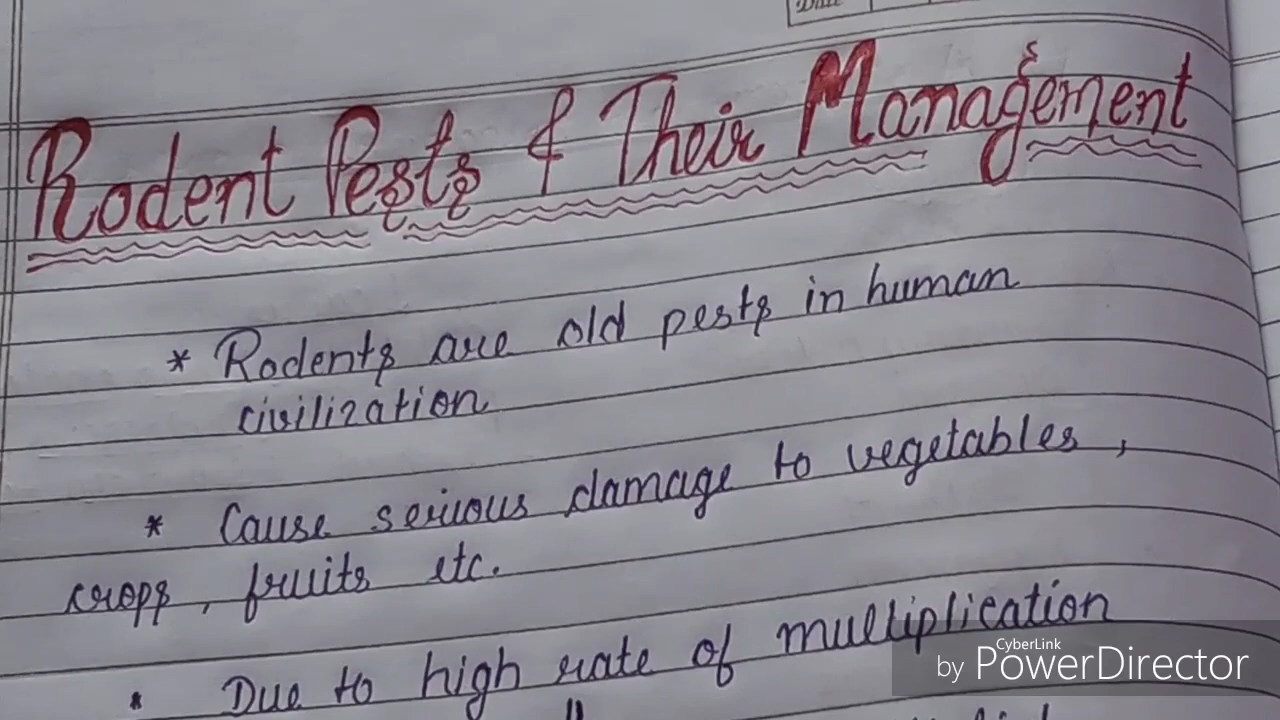 Rodent Pests & Their Management
* Rodents are old pests in human
civilization
* Cause serious damage to vegetables,
crops, fruits etc.
* Due to high rate of multiplication
CyberLink
by PowerDirector